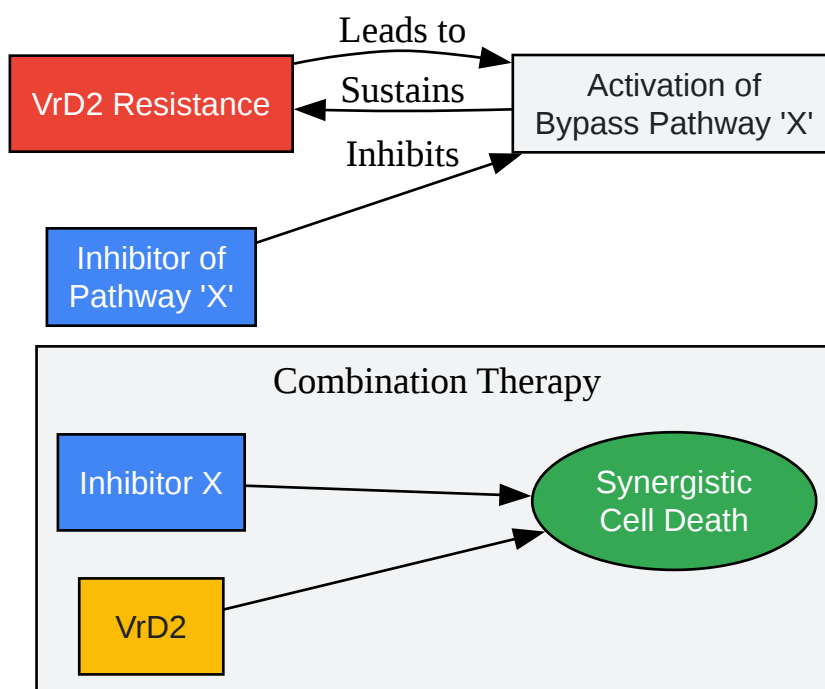 Leads to
VrD2 Resistance
Sustains
Activation of
Bypass Pathway 'X'
Inhibits
Inhibitor of
Pathway 'X'
Combination Therapy
Inhibitor X
Synergistic
Cell Death
VrD2